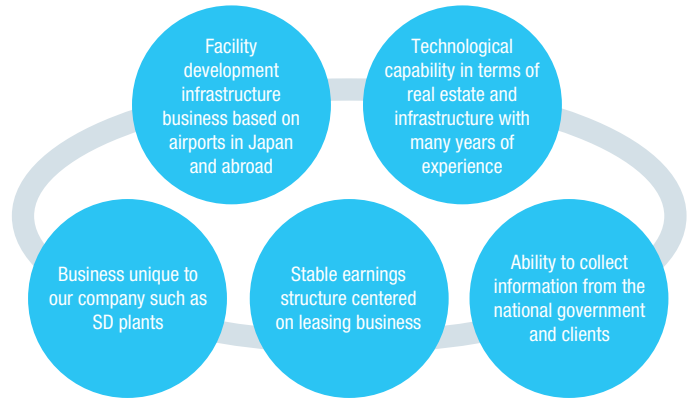 Facility
development
infrastructure
business based on
airports in Japan
and abroad
Technological
capability in terms of
real estate and
infrastructure with
many years of
experience
Business unique to
our company such as
SD plants
Stable earnings
structure centered
on leasing business
Ability to collect
information from the
national government
and clients